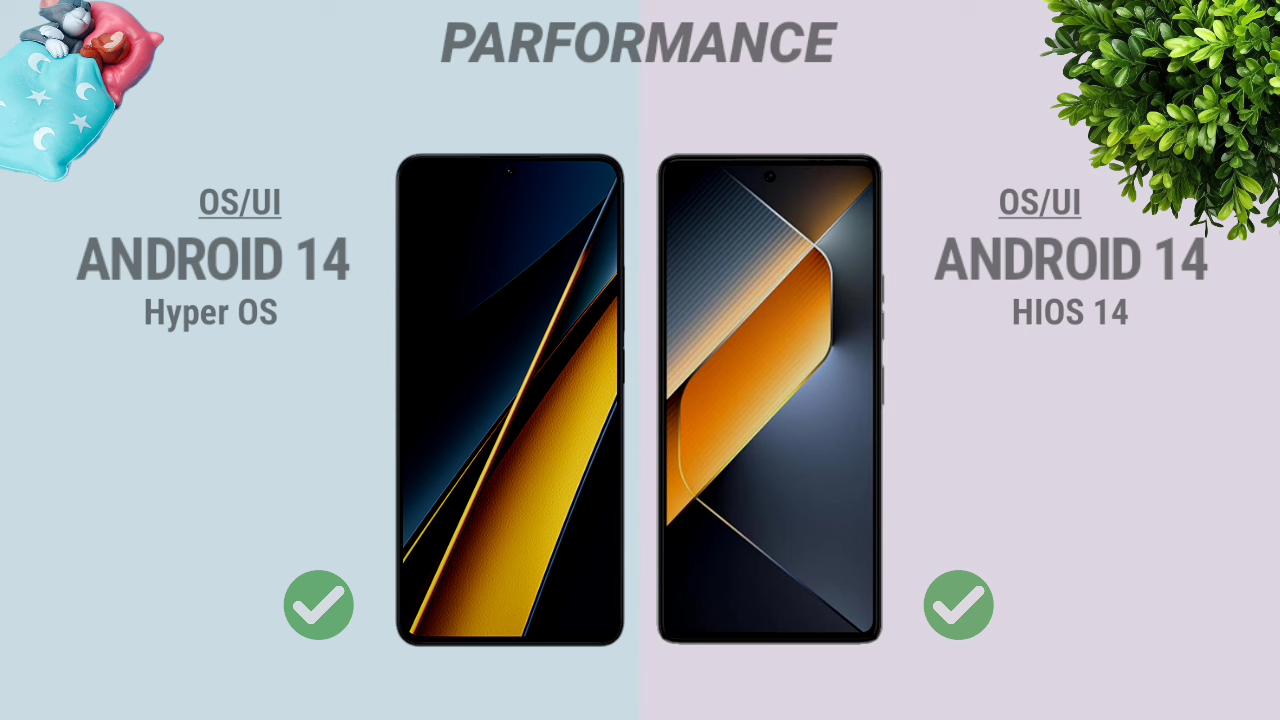 PARFORMANCE
OS/UI
ANDROID 14
Hyper OS
OS/UI
ANDROID 14
HIOS 14